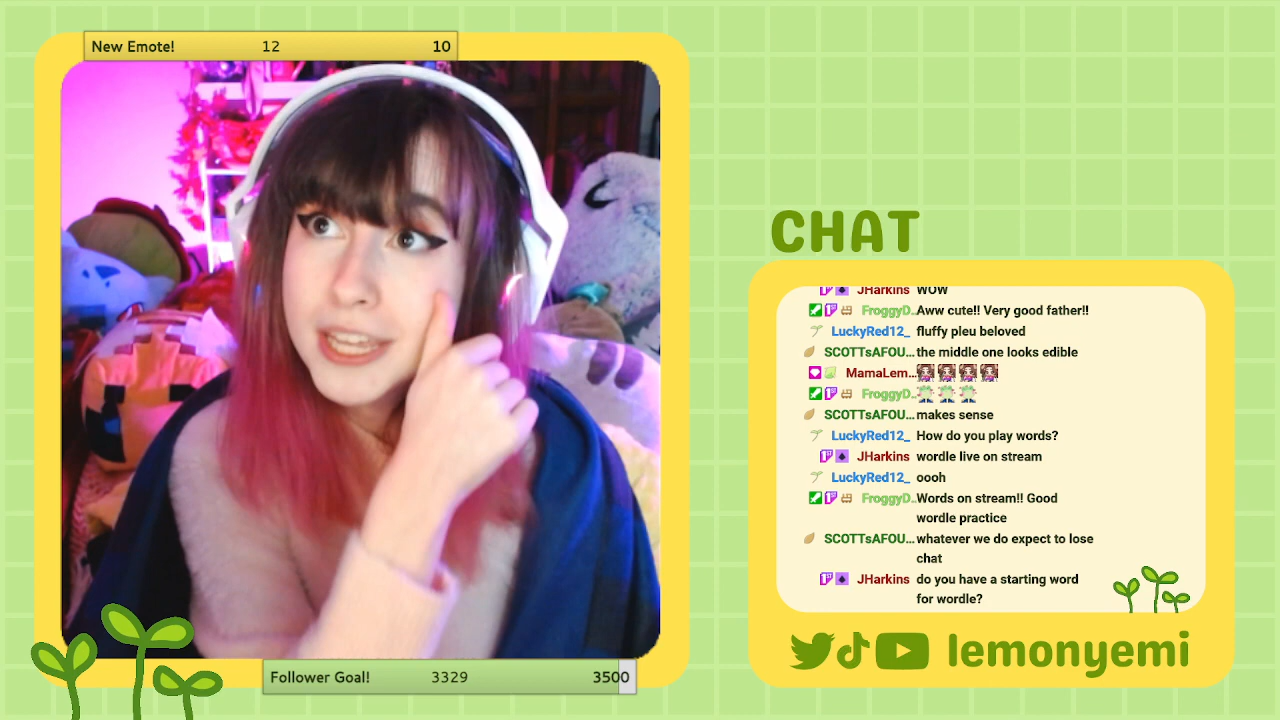 New Emote! 12 10
CHAT
JHarkins WOW
FroggyD.. Aww cute!! Very good father!!
LuckyRed12_ fluffy pleu beloved
SCOTTsAFOU... the middle one looks edible
MamaLem...
FroggyD..
SCOTTsAFOU... makes sense
LuckyRed12_ How do you play words?
JHarkins wordle live on stream
LuckyRed12_ oooh
FroggyD.. Words on stream!! Good
wordle practice
SCOTTsAFOU... whatever we do expect to lose
chat
JHarkins do you have a starting word
for wordle?
lemonyemi
Follower Goal! 3329 3500